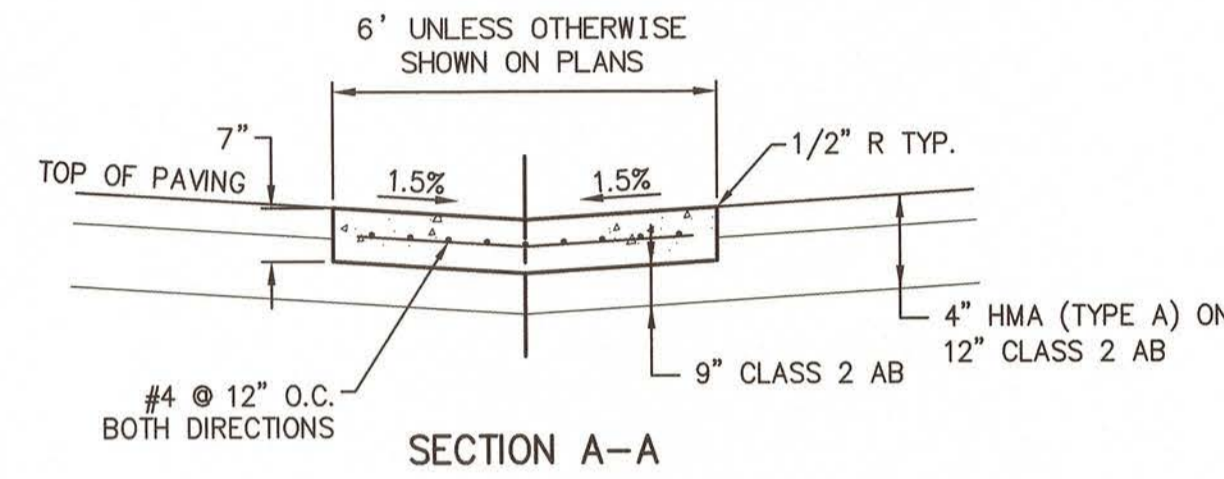 6' UNLESS OTHERWISE
SHOWN ON PLANS
7"
1/2" R TYP.
TOP OF PAVING
1.5%
1.5%
4" HMA (TYPE A) ON
12" CLASS 2 AB
9" CLASS 2 AB
#4 @ 12" O.C.
BOTH DIRECTIONS
SECTION A-A